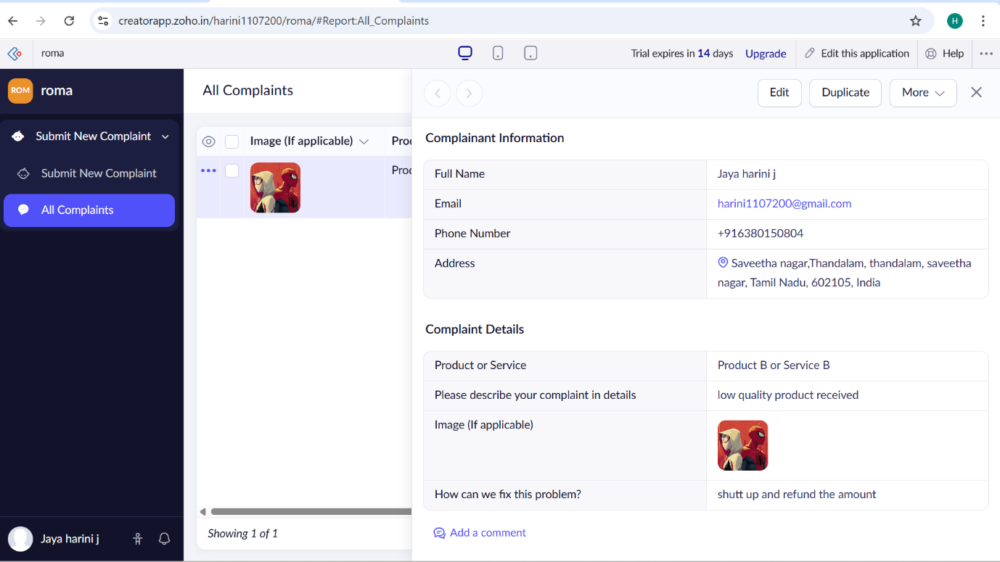 creatorapp.zoho.in/harini1107200/roma/#Report:All_Complaints
H
roma
Trial expires in 14 days
Upgrade
Edit this application
Help
ROM
roma
Submit New Complaint
Submit New Complaint
All Complaints
Jaya harini j
All Complaints
Image (If applicable)
Showing 1 of 1
Edit
Duplicate
More
Complainant Information
Full Name Jaya harini j
Email harini1107200@gmail.com
Phone Number +916380150804
Address Saveetha nagar,Thandalam, thandalam, saveetha
nagar, Tamil Nadu, 602105, India
Complaint Details
Product or Service Product B or Service B
Please describe your complaint in details low quality product received
Image (If applicable)
How can we fix this problem? shutt up and refund the amount
Add a comment